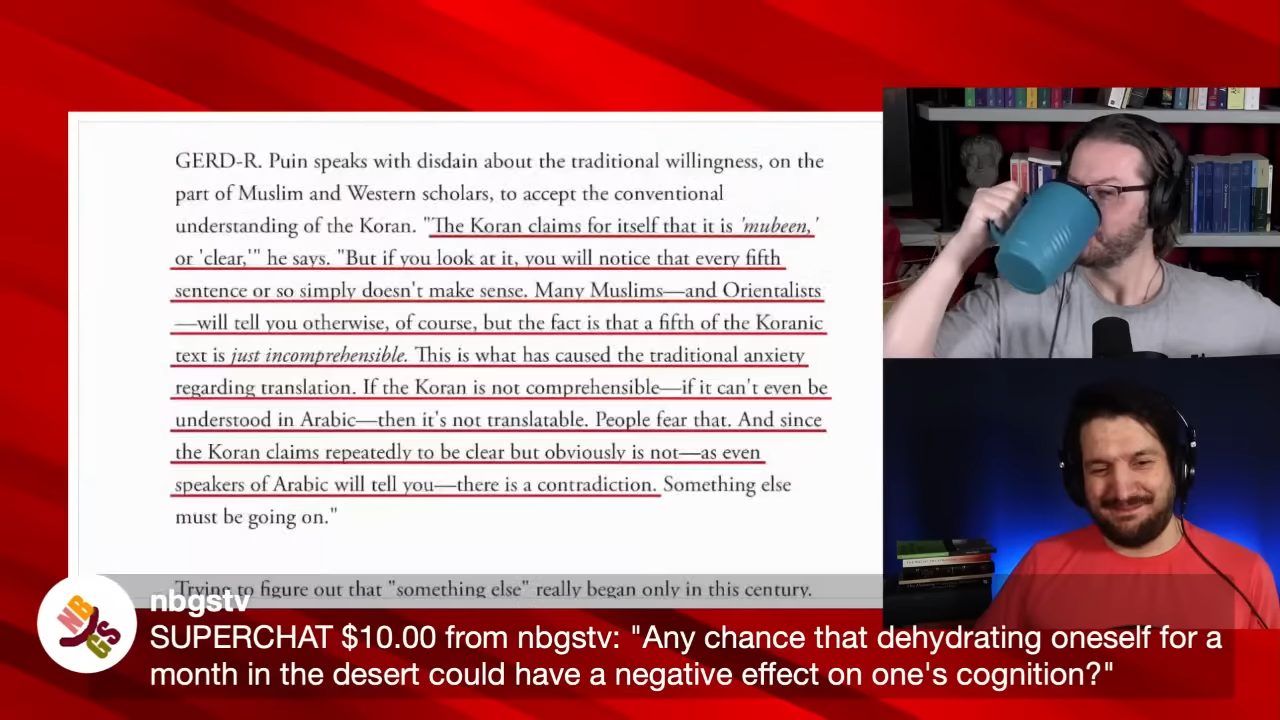 GERD-R. Puin speaks with disdain about the traditional willingness, on the
part of Muslim and Western scholars, to accept the conventional
understanding of the Koran. "The Koran claims for itself that it is 'mubeen,'
or 'clear,'" he says. "But if you look at it, you will notice that every fifth
sentence or so simply doesn't make sense. Many Muslims—and Orientalists
—will tell you otherwise, of course, but the fact is that a fifth of the Koranic
text is just incomprehensible. This is what has caused the traditional anxiety
regarding translation. If the Koran is not comprehensible—if it can't even be
understood in Arabic—then it's not translatable. People fear that. And since
the Koran claims repeatedly to be clear but obviously is not—as even
speakers of Arabic will tell you—there is a contradiction. Something else
must be going on."
Trying to figure out that "something else" really began only in this century.
NB
GS
nbgstv
SUPERCHAT $10.00 from nbgstv: "Any chance that dehydrating oneself for a
month in the desert could have a negative effect on one's cognition?"